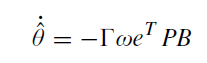 $\dot{\hat{\theta}} = -\Gamma \omega e^T PB$